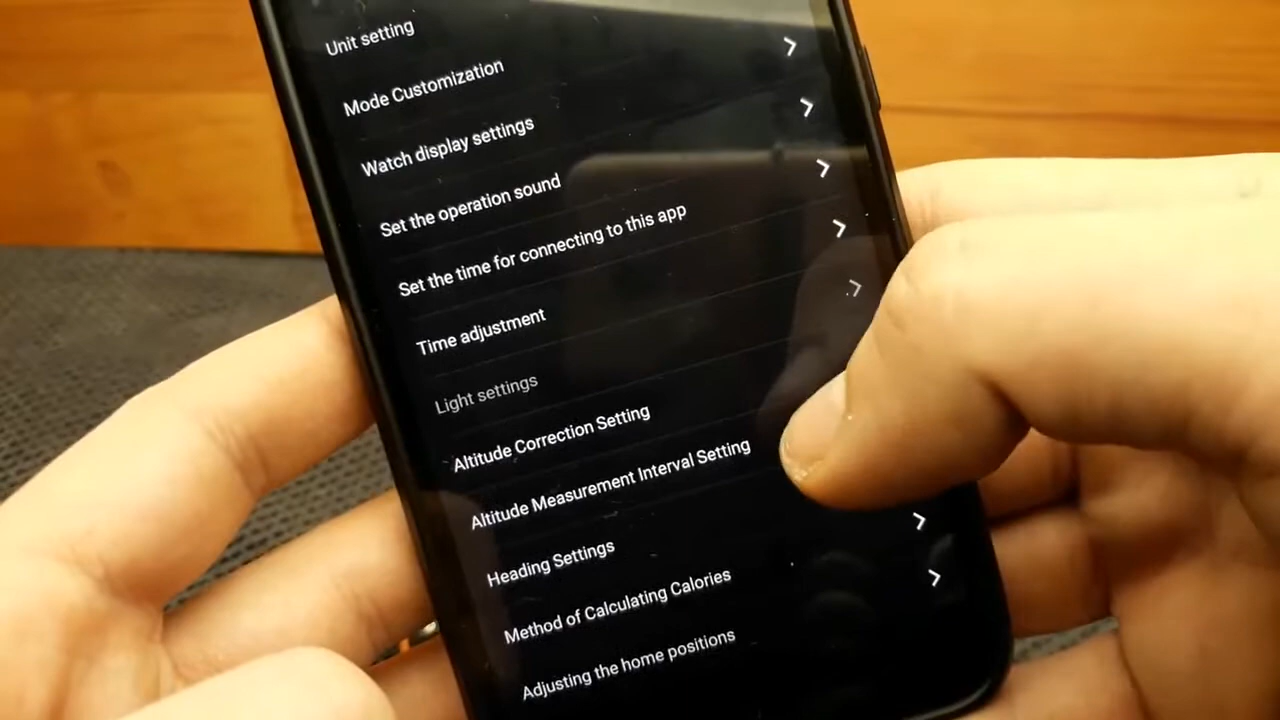 Unit setting
Mode Customization
Watch display settings
Set the operation sound
Set the time for connecting to this app
Time adjustment
Light settings
Altitude Correction Setting
Altitude Measurement Interval Setting
Heading Settings
Method of Calculating Calories
Adjusting the home positions